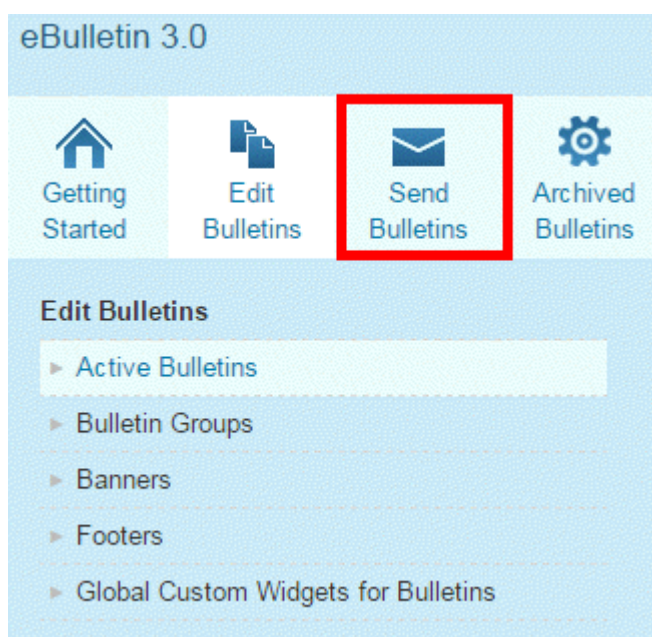 eBulletin 3.0
Getting Started
Edit Bulletins
Send Bulletins
Archived Bulletins
Edit Bulletins
Active Bulletins
Bulletin Groups
Banners
Footers
Global Custom Widgets for Bulletins